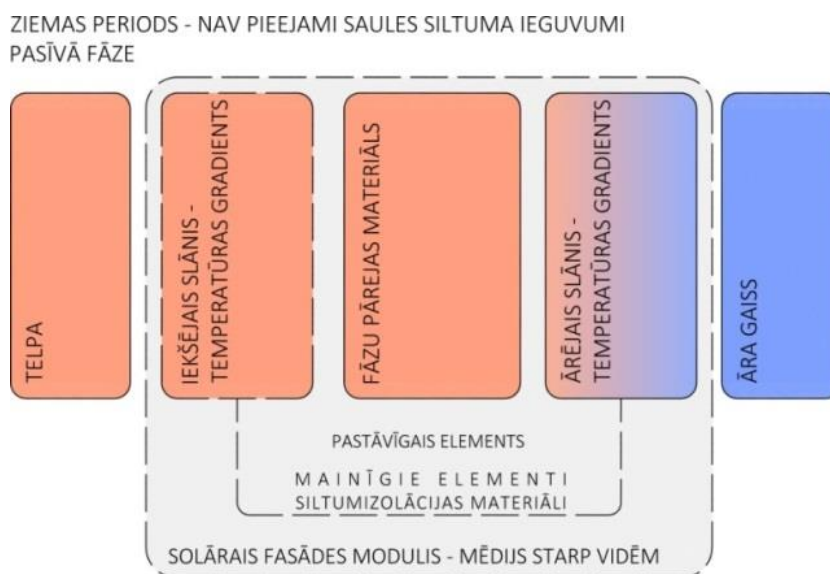 ZIEMAS PERIODS - NAV PIEEJAMI SAULES SILTUMA IEGUVUMI
PASĪVĀ FĀZE
TELPA
IEKŠĒJAIS SLĀNIS -
TEMPERATŪRAS GRADIENTS
FĀZU PĀREJAS MATERIĀLS
ĀRĒJAIS SLĀNIS -
TEMPERATŪRAS GRADIENTS
ĀRA GAISS
PASTĀVĪGAIS ELEMENTS
MAINĪGIE ELEMENTI
SILTUMIZOLĀCIJAS MATERIĀLI
SOLĀRAIS FASĀDES MODULIS - MĒDIJS STARP VIDĒM